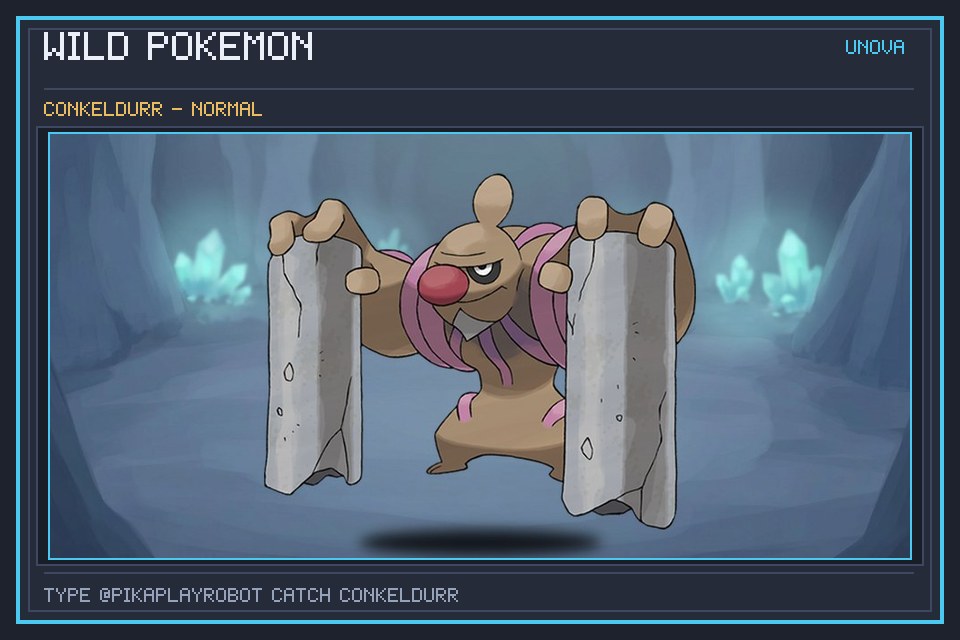 WILD POKEMON
UNOVA
CONKELDURR - NORMAL
TYPE @PIKAPLAYROBOT CATCH CONKELDURR